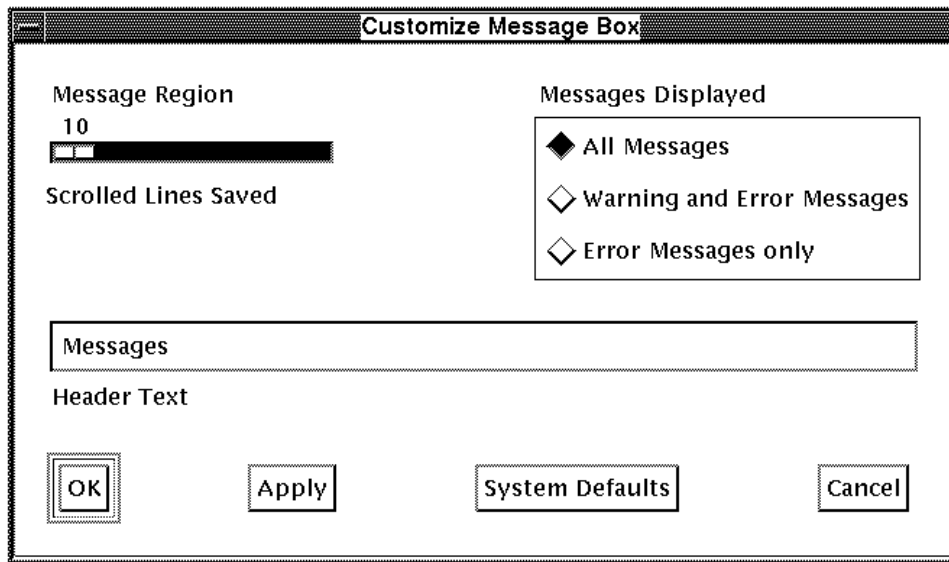 Customize Message Box
Message Region
10
Scrolled Lines Saved
Messages Displayed
All Messages
Warning and Error Messages
Error Messages only
Messages
Header Text
OK
Apply
System Defaults
Cancel